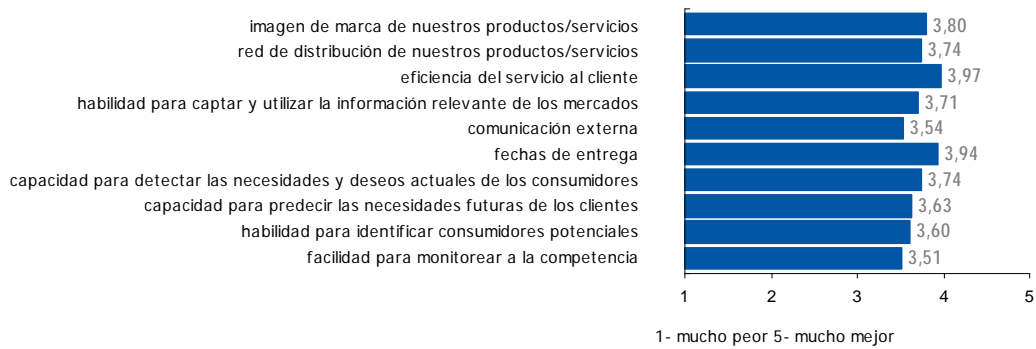 imagen de marca de nuestros productos/servicios 3,80
red de distribución de nuestros productos/servicios 3,74
eficiencia del servicio al cliente 3,97
habilidad para captar y utilizar la información relevante de los mercados 3,71
comunicación externa 3,54
fechas de entrega 3,94
capacidad para detectar las necesidades y deseos actuales de los consumidores 3,74
capacidad para predecir las necesidades futuras de los clientes 3,63
habilidad para identificar consumidores potenciales 3,60
facilidad para monitorear a la competencia 3,51
1 2 3 4 5
1- mucho peor 5- mucho mejor